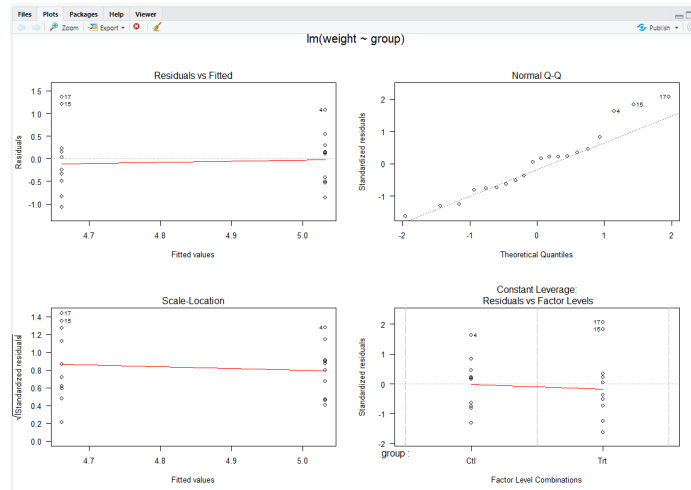 Files Plots Packages Help Viewer
Zoom Export Publish
lm(weight ~ group)
Residuals vs Fitted
Residuals
1.5
1.0
0.5
0.0
-0.5
-1.0
17
15
4
4.7 4.8 4.9 5.0
Fitted values
Normal Q-Q
Standardized residuals
2
1
0
-1
17
15
4
-2 -1 0 1 2
Theoretical Quantiles
Scale-Location
√|Standardized residuals|
1.4
1.2
1.0
0.8
0.6
0.4
0.2
0.0
17
15
4
4.7 4.8 4.9 5.0
Fitted values
Constant Leverage:
Residuals vs Factor Levels
Standardized residuals
2
1
0
-1
-2
4
17
15
group :
Ctl Trt
Factor Level Combinations